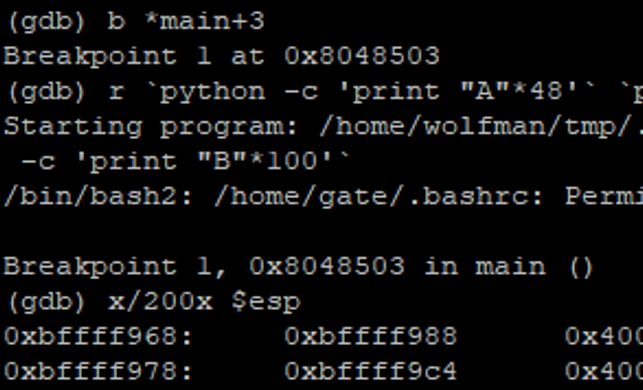 (gdb) b *main+3
Breakpoint 1 at 0x8048503
(gdb) r `python -c 'print "A"*48'` `p
Starting program: /home/wolfman/tmp/.
 -c 'print "B"*100'`
/bin/bash2: /home/gate/.bashrc: Permi
Breakpoint 1, 0x8048503 in main ()
(gdb) x/200x $esp
0xbffff968: 0xbffff988 0x400
0xbffff978: 0xbffff9c4 0x400